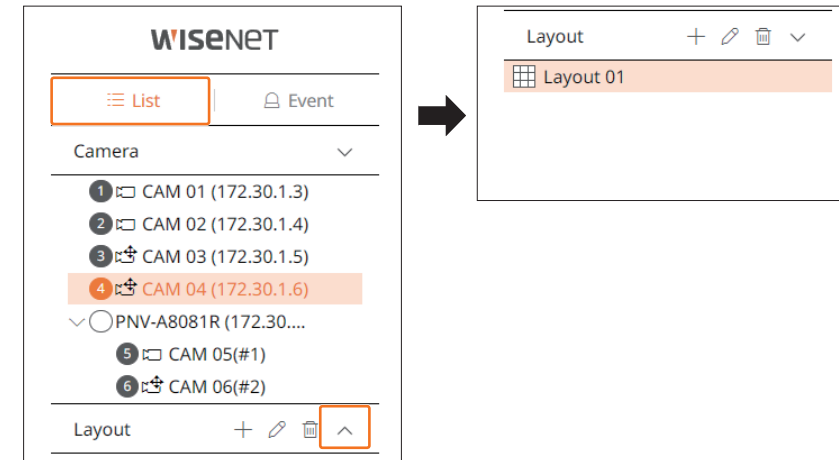 WISENET
List
Event
Camera
1 CAM 01 (172.30.1.3)
2 CAM 02 (172.30.1.4)
3 CAM 03 (172.30.1.5)
4 CAM 04 (172.30.1.6)
PNV-A8081R (172.30....
5 CAM 05(#1)
6 CAM 06(#2)
Layout
Layout
Layout 01